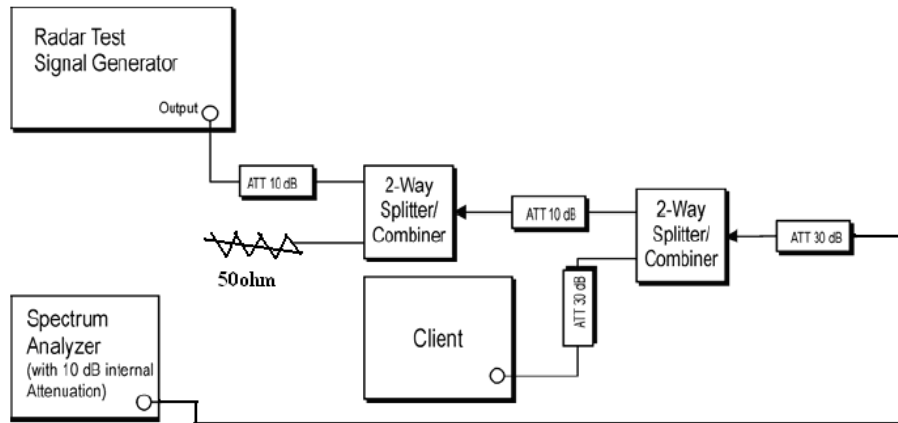 Radar Test
Signal Generator
Output
ATT 10 dB
2-Way
Splitter/
Combiner
ATT 10 dB
2-Way
Splitter/
Combiner
ATT 30 dB
50ohm
ATT 30 dB
Client
Spectrum
Analyzer
(with 10 dB internal
Attenuation)